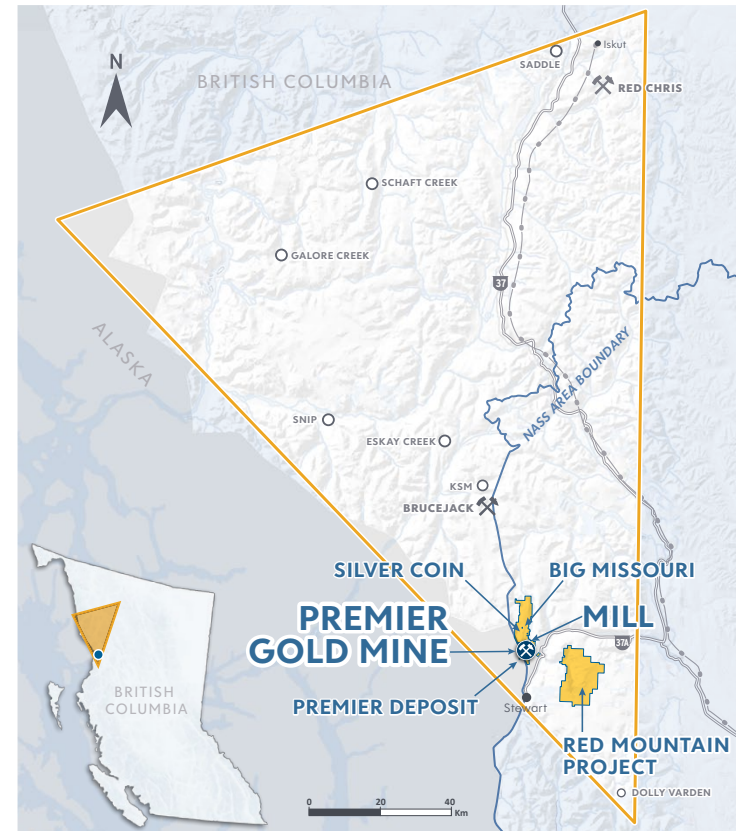 Iskut
SADDLE
N
BRITISH COLUMBIA
RED CHRIS
SCHAFT CREEK
GALORE CREEK
37
ALASKA
NASS AREA BOUNDARY
SNIP
ESKAY CREEK
KSM
BRUCEJACK
SILVER COIN
BIG MISSOURI
PREMIER
GOLD MINE
MILL
37A
BRITISH
COLUMBIA
PREMIER DEPOSIT
Stewart
RED MOUNTAIN
PROJECT
DOLLY VARDEN
0 20 40
Km